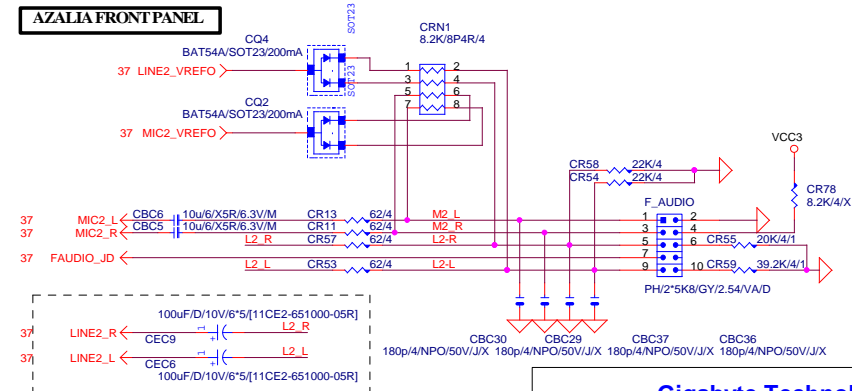 AZALIA FRONT PANEL
SOT23
CQ4
BAT54A/SOT23/200mA
CRN1
8.2K/8P4R/4
37 LINE2_VREFO
1 2
3 4
5 6
7 8
SOT23
CQ2
BAT54A/SOT23/200mA
37 MIC2_VREFO
VCC3
CR58 22K/4
CR54 22K/4
CR78
8.2K/4/X
F_AUDIO
37 MIC2_L CBC6 10u/6/X5R/6.3V/M CR13 62/4 M2_L 1 2
37 MIC2_R CBC5 10u/6/X5R/6.3V/M CR11 62/4 M2_R 3 4
L2_R CR57 62/4 L2-R 5 6 CR55 20K/4/1
37 FAUDIO_JD 7
L2_L CR53 62/4 L2-L 9 10 CR59 39.2K/4/1
PH/2*5K8/GY/2.54/VA/D
100uF/D/10V/6*5/[11CE2-651000-05R]
37 LINE2_R CEC9 1 + L2_R
37 LINE2_L CEC6 1 + L2_L
100uF/D/10V/6*5/[11CE2-651000-05R]
CBC30 CBC29 CBC37 CBC36
180p/4/NPO/50V/J/X 180p/4/NPO/50V/J/X 180p/4/NPO/50V/J/X 180p/4/NPO/50V/J/X